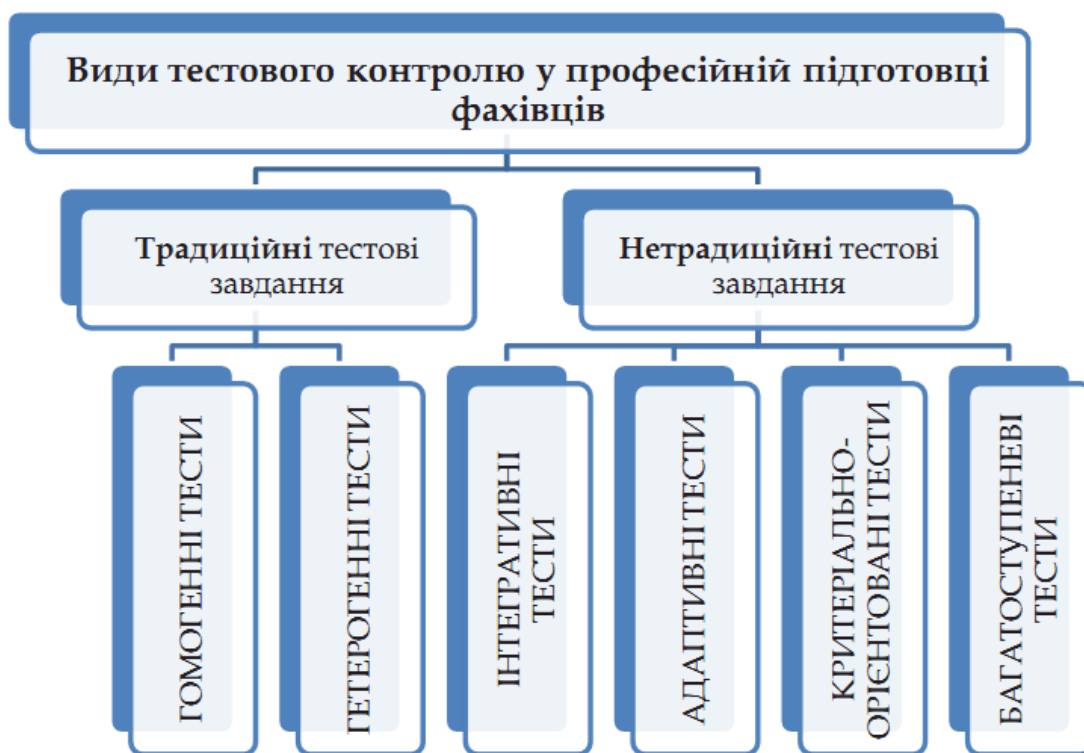 Види тестового контролю у професійній підготовці
фахівців
Традиційні тестові
завдання
Нетрадиційні тестові
завдання
ГОМОГЕННІ ТЕСТИ
ГЕТЕРОГЕННІ ТЕСТИ
ІНТЕГРАТИВНІ
ТЕСТИ
АДАПТИВНІ ТЕСТИ
КРИТЕРІАЛЬНО-
ОРІЄНТОВАНІ ТЕСТИ
БАГАТОСТУПЕНЕВІ
ТЕСТИ